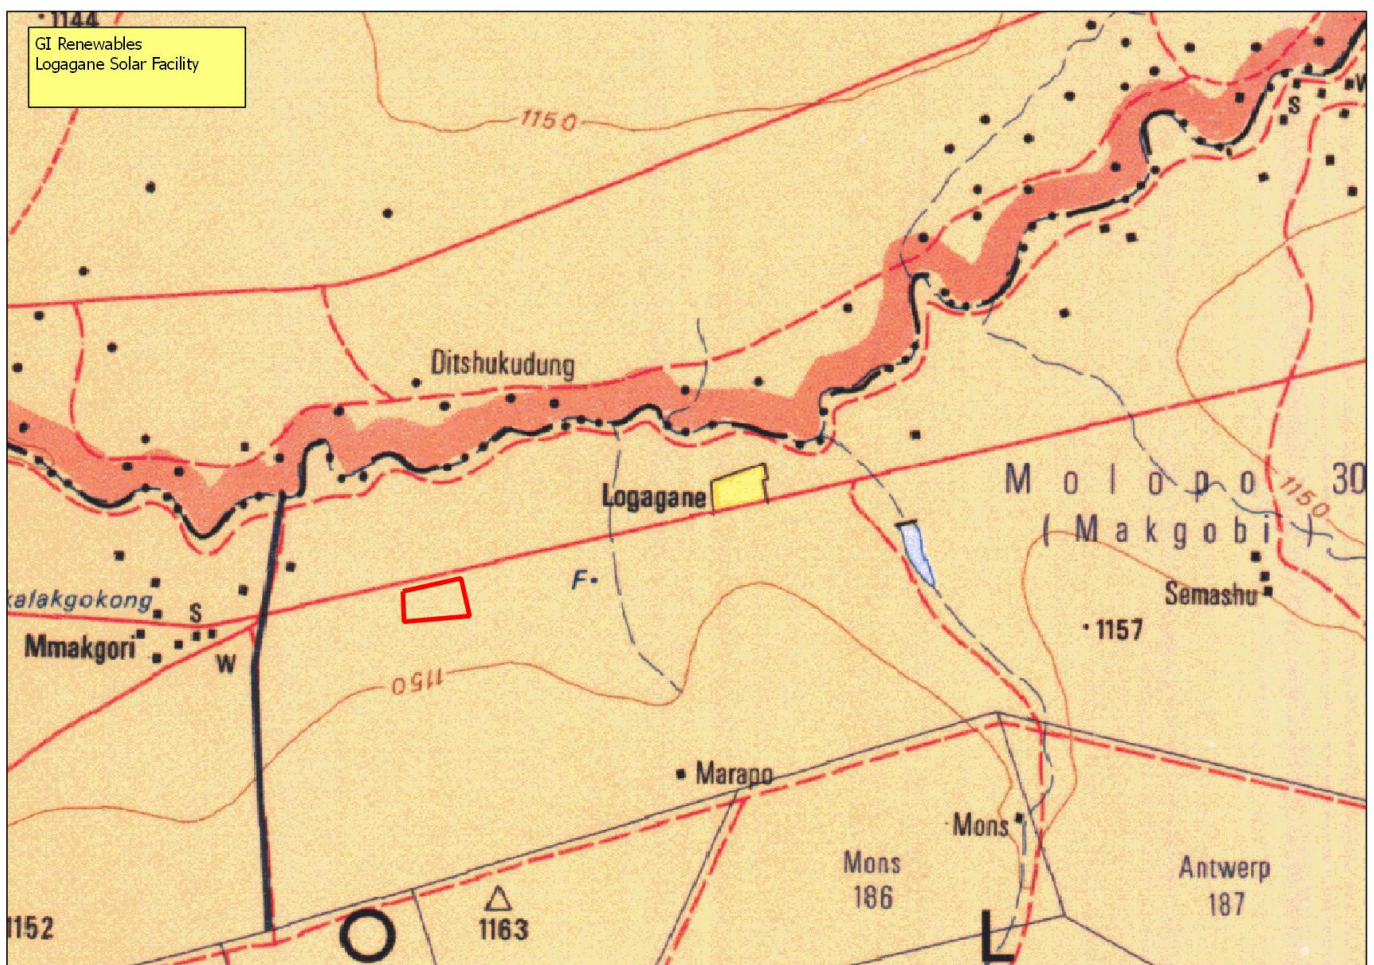 1144
GI Renewables
Logagane Solar Facility
1150
S
W
Ditshukudung
Logagane
Molopo 30
(Makgobi)
1150
F
kalakgokong
S
Mmakgori
W
Semashu
1157
1150
Marapo
Mons
Mons
186
Antwerp
187
1152
O
1163
L